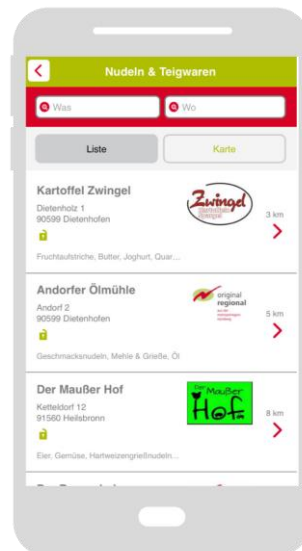 Nudeln & Teigwaren
Was
Wo
Liste
Karte
Kartoffel Zwingel
Dietenholz 1
90599 Dietenhofen
Zwingel
3 km
Fruchtaufstriche, Butter, Joghurt, Quar...
Andorfer Ölmühle
Andorf 2
90599 Dietenhofen
original
regional
5 km
Geschmacksnudeln, Mehle & Grieße, Öl
Der Maußer Hof
Ketteldorf 12
91560 Heilsbronn
Der Maußer
Hof
8 km
Eier, Gemüse, Hartweizengrießnudeln...